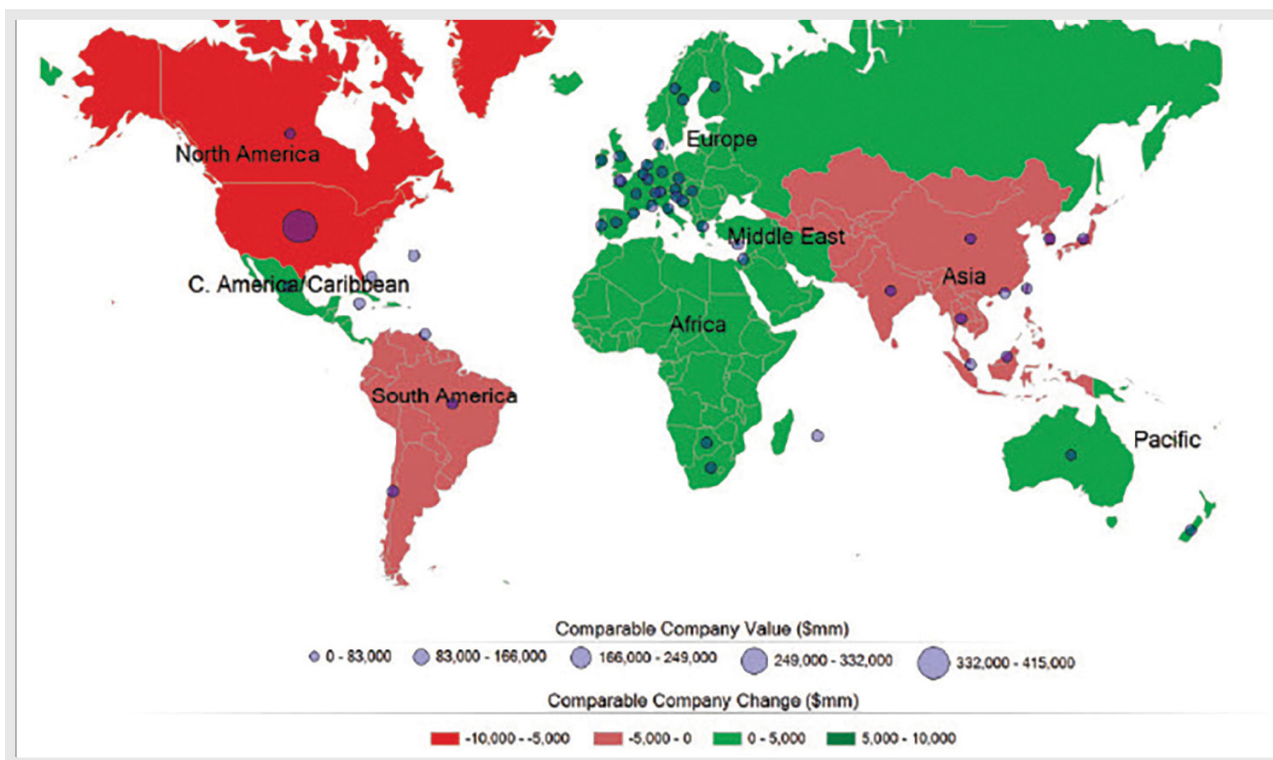 North America
Europe
Middle East
C. America/Caribbean
Asia
Africa
South America
Pacific
Comparable Company Value ($mm)
0 - 83,000 83,000 - 166,000 166,000 - 249,000 249,000 - 332,000 332,000 - 415,000
Comparable Company Change ($mm)
-10,000 - -5,000 -5,000 - 0 0 - 5,000 5,000 - 10,000